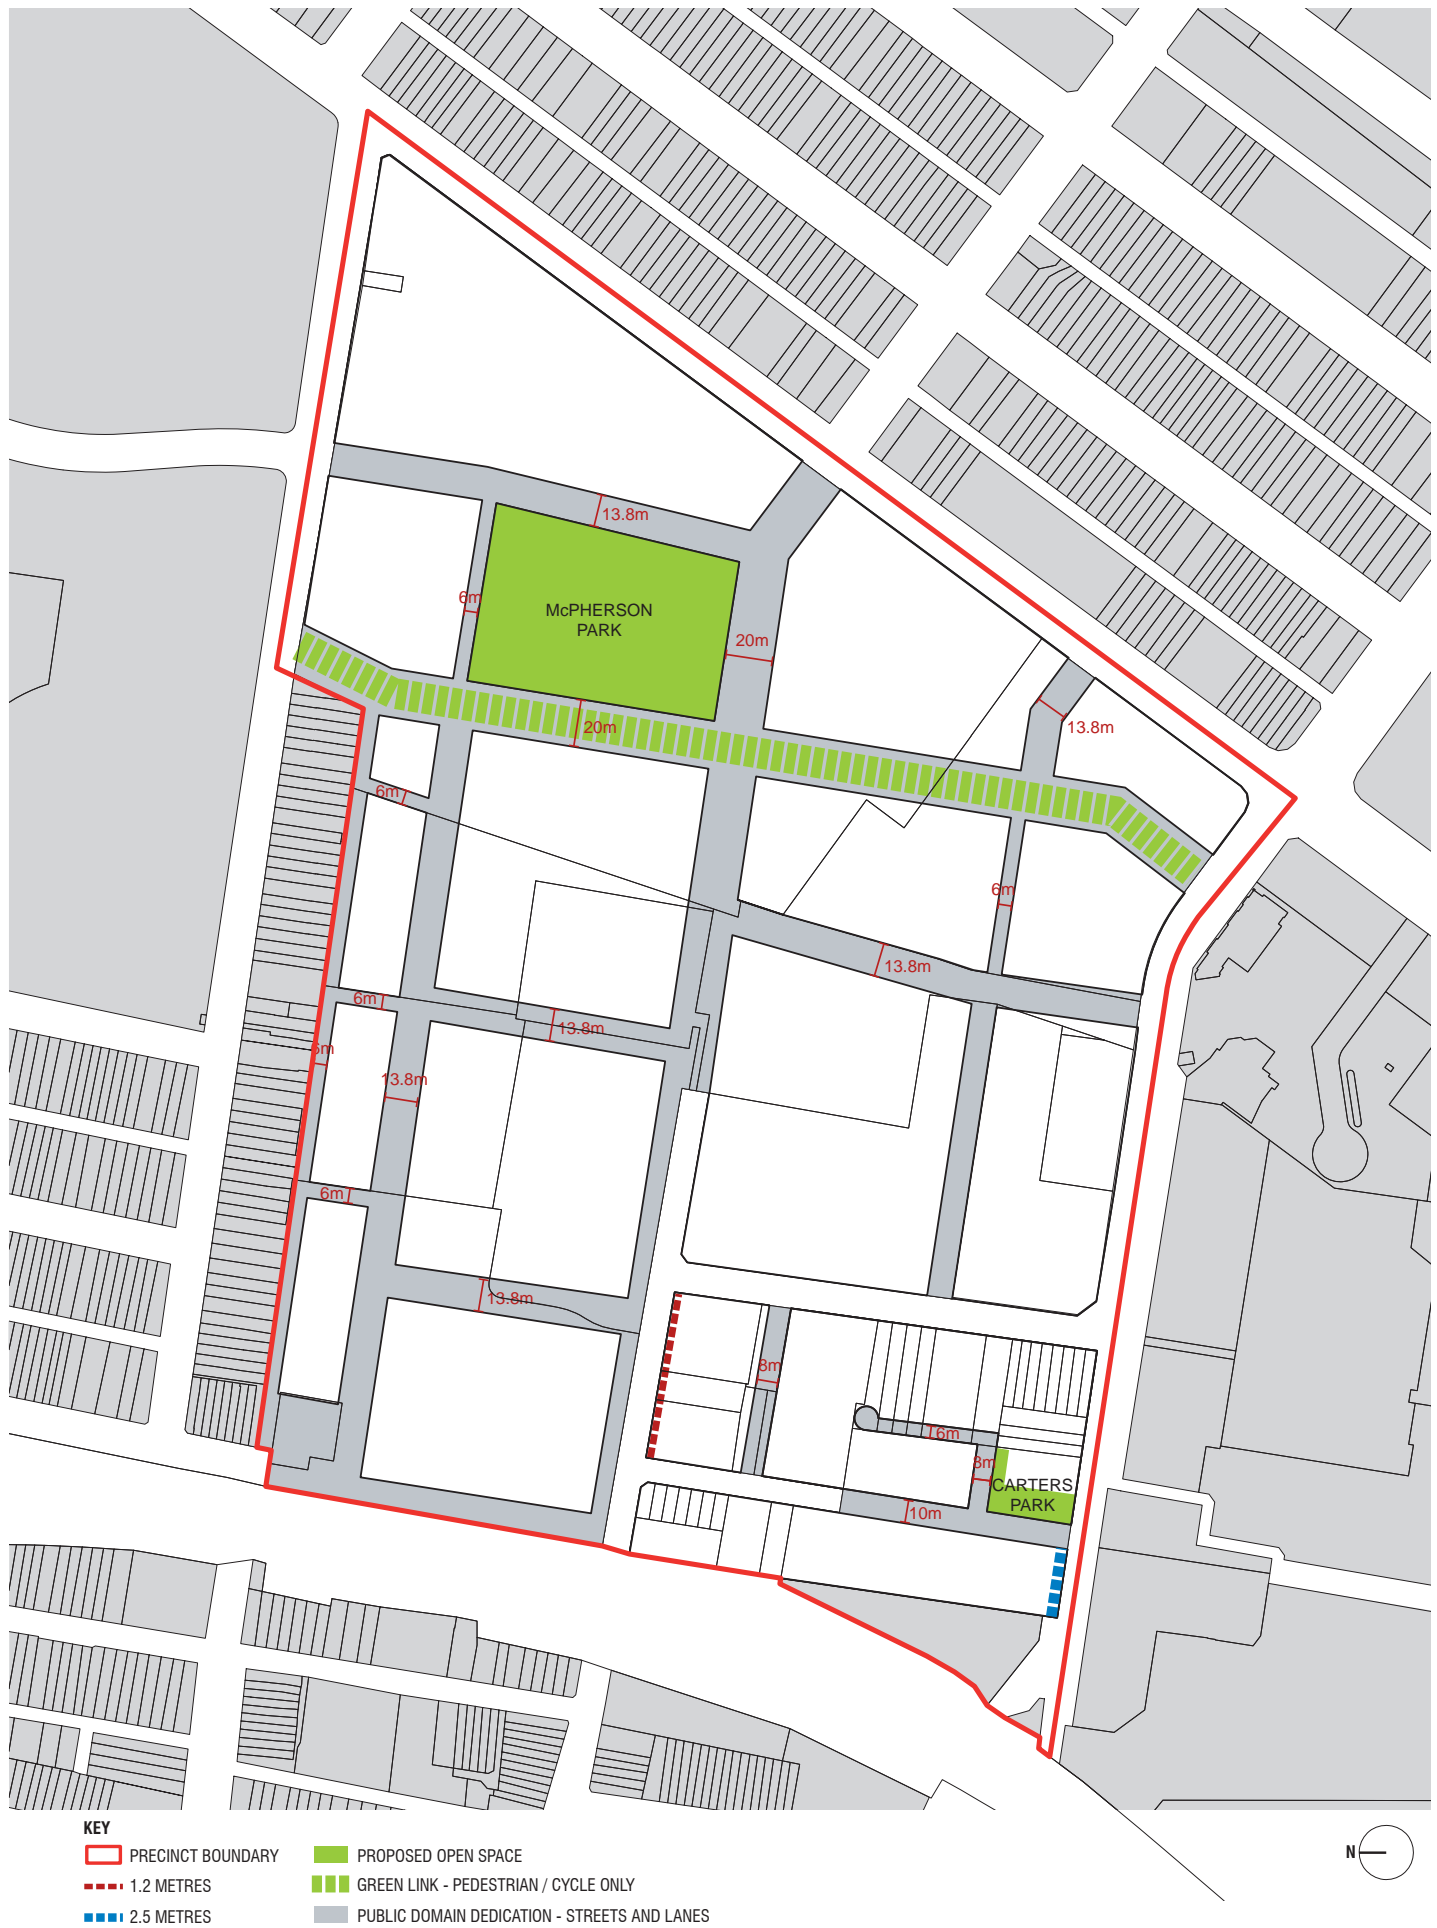 13.8m
6m
McPHERSON
PARK
20m
20m
13.8m
6m
6m
13.8m
6m
13.8m
6m
13.8m
6m
13.8m
8m
6m
8m
CARTERS
PARK
10m
KEY
PRECINCT BOUNDARY
PROPOSED OPEN SPACE
N
1.2 METRES
GREEN LINK - PEDESTRIAN / CYCLE ONLY
2.5 METRES
PUBLIC DOMAIN DEDICATION - STREETS AND LANES